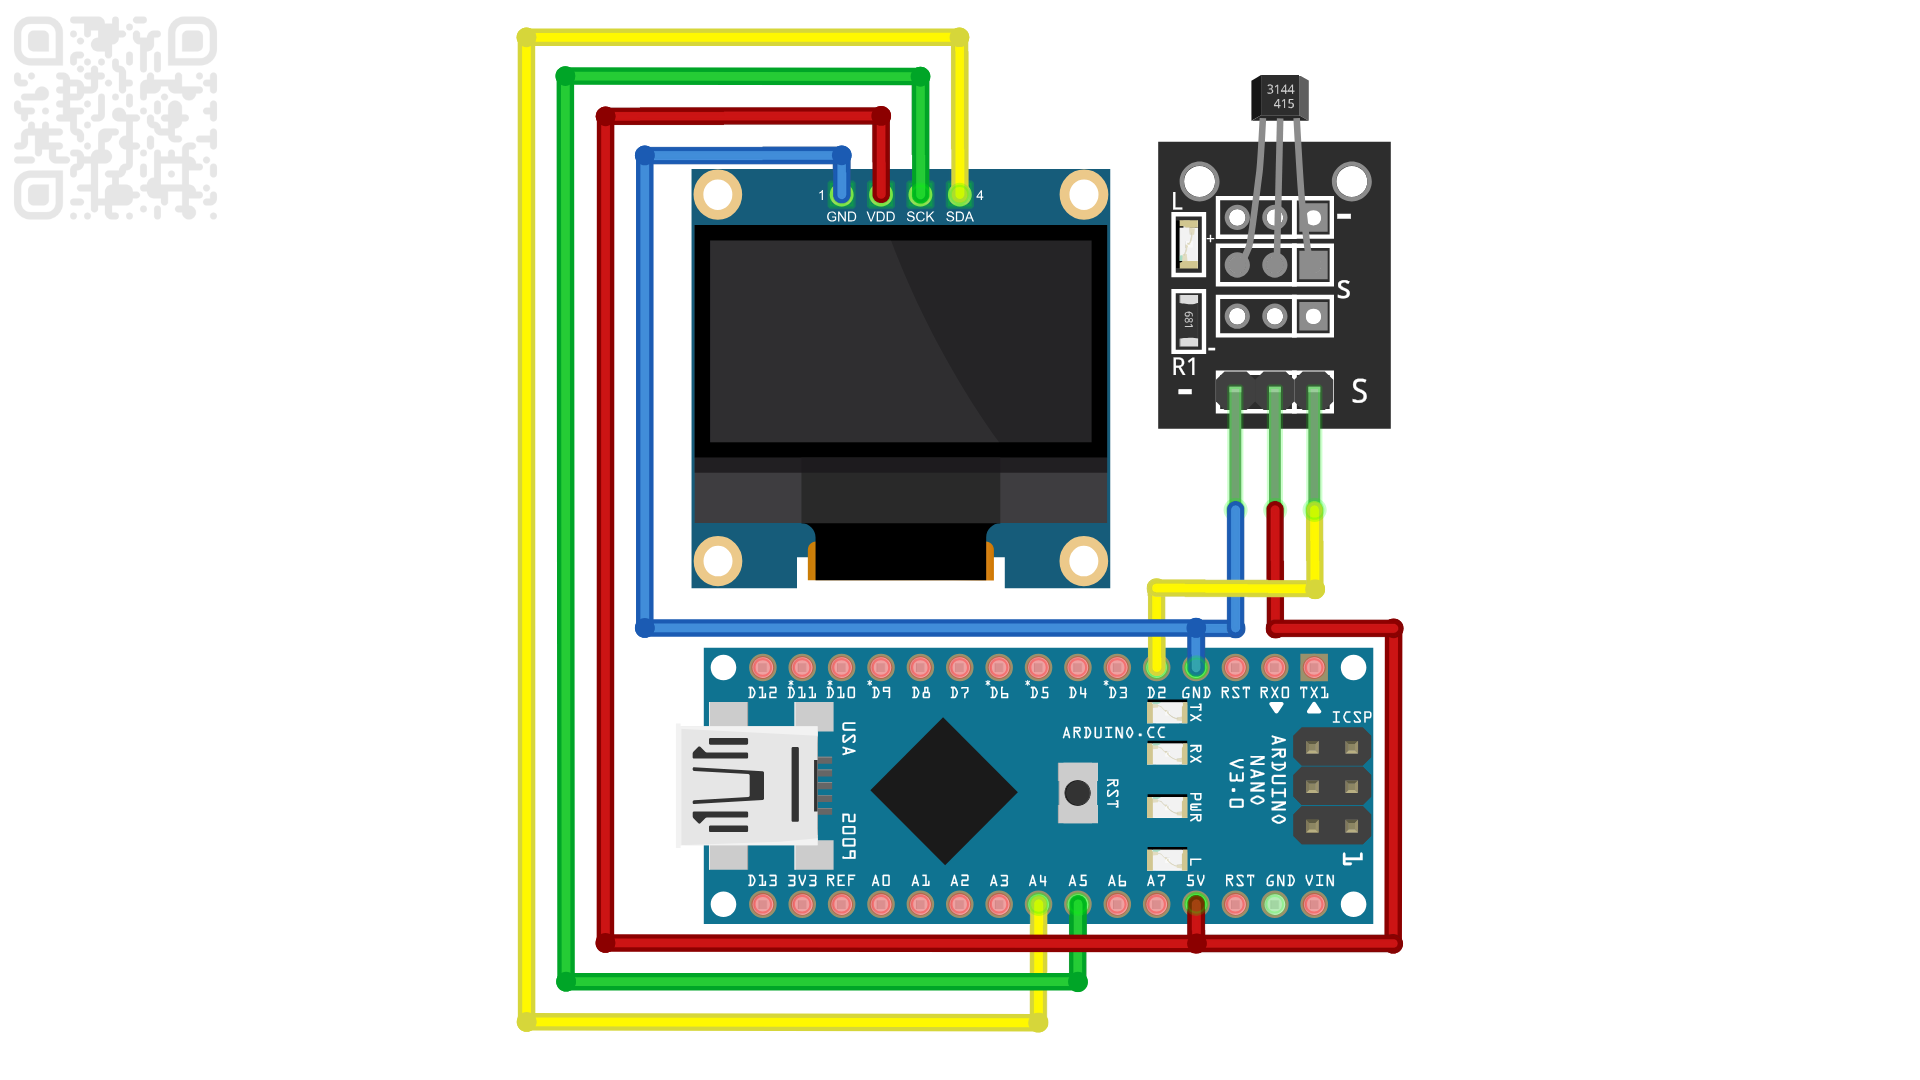 3144
415
L
-
+
1
4
GND VDD SCK SDA
S
681
-
R1
-
S
D12 *D11 *D10 *D9 D8 D7 *D6 *D5 D4 *D3 D2 GND RST RX0 TX1
TX
ICSP
USA
ARDUINO.CC
RX
ARDUINO
NANO
V3.0
RST
PWR
2009
L
1
D13 3V3 REF A0 A1 A2 A3 A4 A5 A6 A7 5V RST GND VIN